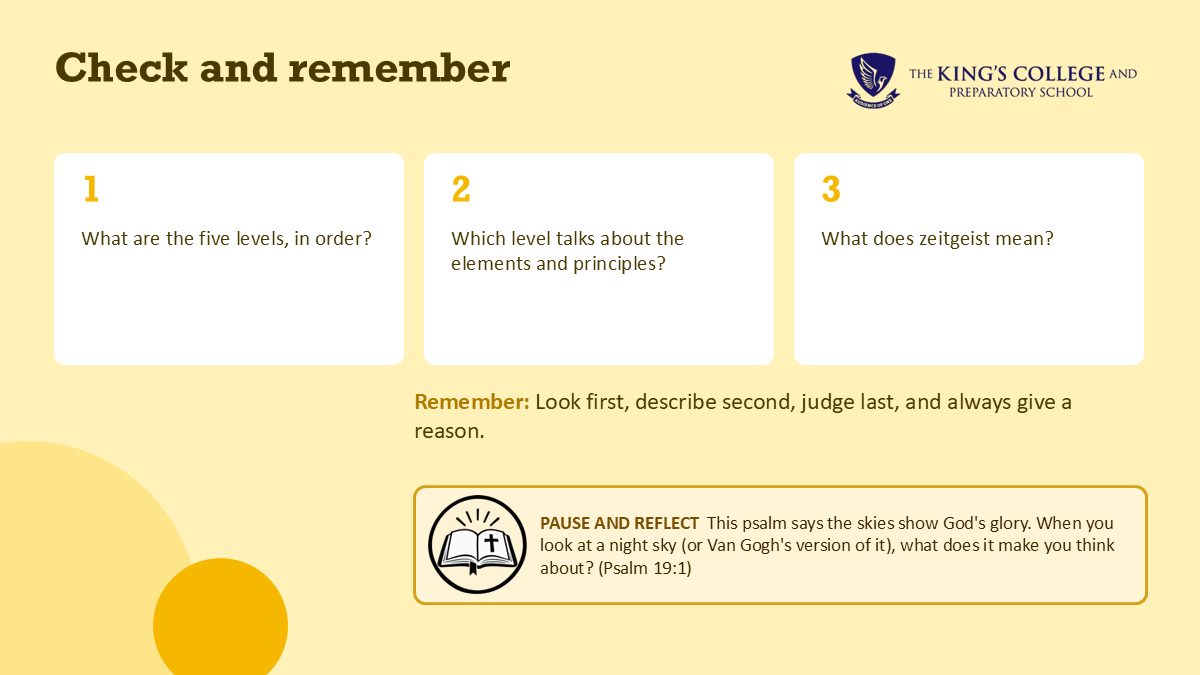 Check and remember
THE KING'S COLLEGE AND
PREPARATORY SCHOOL
AUDIENCE OF ONE
1
What are the five levels, in order?
2
Which level talks about the
elements and principles?
3
What does zeitgeist mean?
Remember: Look first, describe second, judge last, and always give a
reason.
PAUSE AND REFLECT This psalm says the skies show God's glory. When you
look at a night sky (or Van Gogh's version of it), what does it make you think
about? (Psalm 19:1)